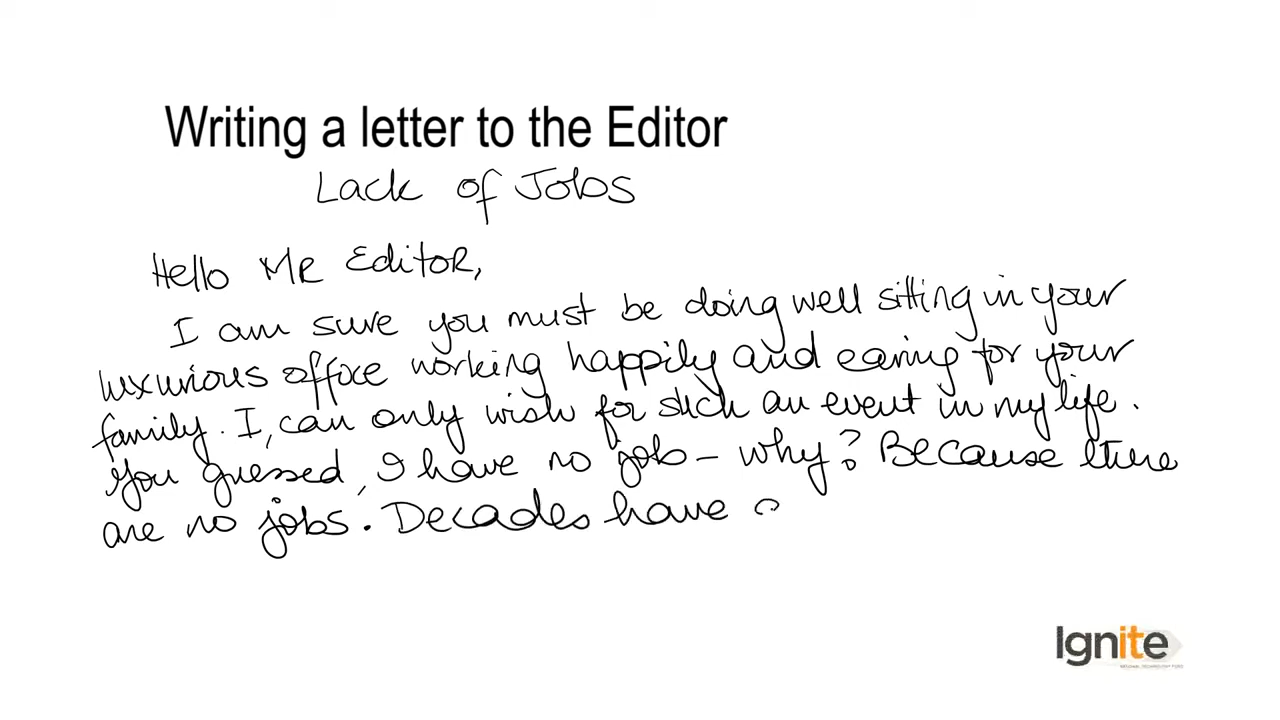 Writing a letter to the Editor
Lack of Jobs
Hello MR Editor,
I am sure you must be doing well sitting in your
luxurious office working happily and earing for your
family. I, can only wish for such an event in my life.
You guessed, I have no job - why? Because there
are no jobs. Decades have
Ignite